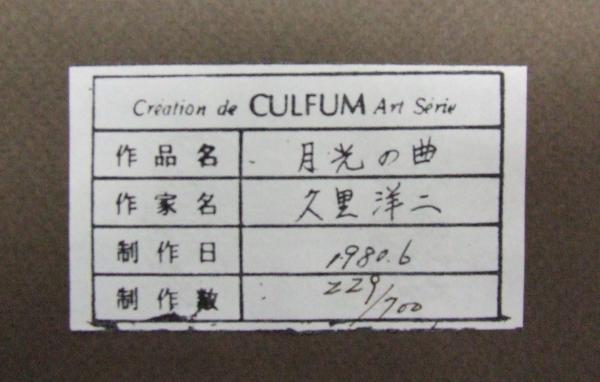 Création de CULFUM Art Série
作品名 月光の曲
作家名 久里洋二
制作日 1980.6
制作数 229/700